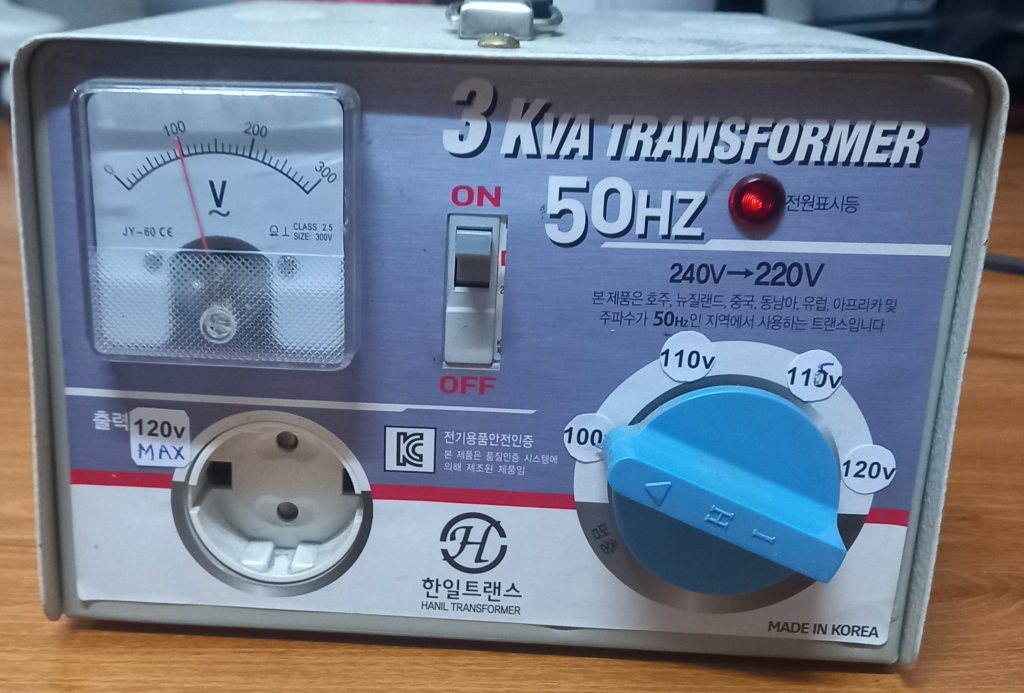 3 KVA TRANSFORMER
50HZ
전원표시등
240V→220V
본 제품은 호주, 뉴질랜드, 중국, 동남아, 유럽, 아프리카 및
주파수가 50Hz인 지역에서 사용하는 트랜스입니다
0 100 200 300
V
JY-60 CE
CLASS 2.5
SIZE: 300V
ON
OFF
출력
120v
MAX
전기용품안전인증
본 제품은 품질인증 시스템에
의해 제조된 제품임
100
110v
115v
120v
H I
H
한일트랜스
HANIL TRANSFORMER
MADE IN KOREA